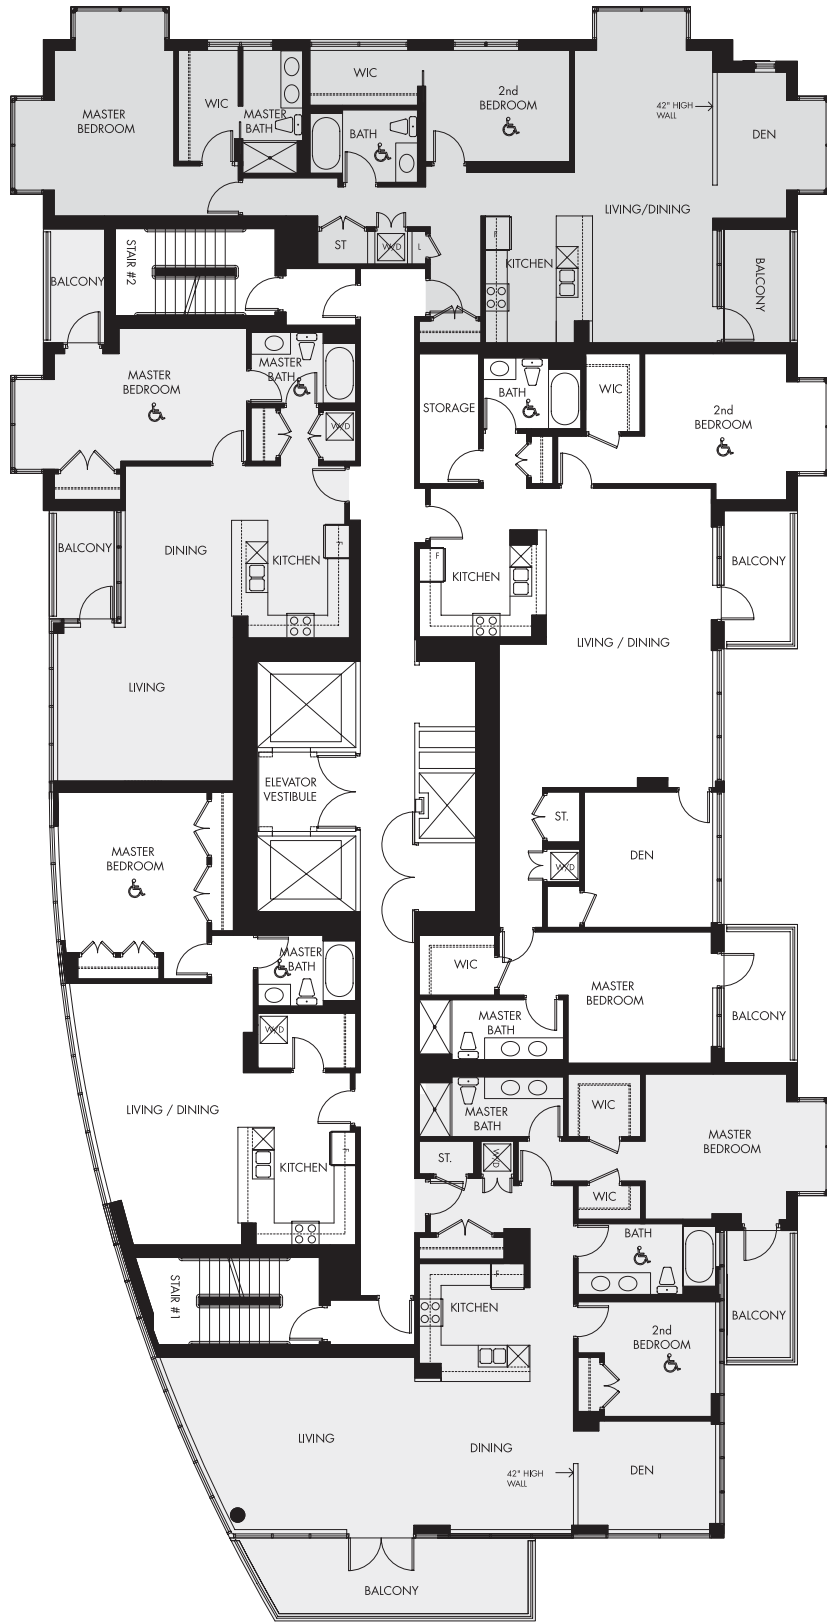 MASTER
BEDROOM
WIC
MASTER
BATH
WIC
BATH
2nd
BEDROOM
42" HIGH
WALL
DEN
LIVING/DINING
ST
W/D
L
F
KITCHEN
BALCONY
BALCONY
STAIR #2
MASTER
BEDROOM
MASTER
BATH
W/D
STORAGE
BATH
WIC
2nd
BEDROOM
BALCONY
DINING
KITCHEN
F
F
KITCHEN
BALCONY
LIVING / DINING
LIVING
ELEVATOR
VESTIBULE
MASTER
BEDROOM
ST.
W/D
DEN
MASTER
BATH
W/D
WIC
MASTER
BEDROOM
BALCONY
MASTER
BATH
LIVING / DINING
KITCHEN
F
MASTER
BATH
WIC
MASTER
BEDROOM
ST.
W/D
WIC
BATH
STAIR #1
KITCHEN
F
2nd
BEDROOM
BALCONY
LIVING
DINING
42" HIGH
WALL
DEN
BALCONY